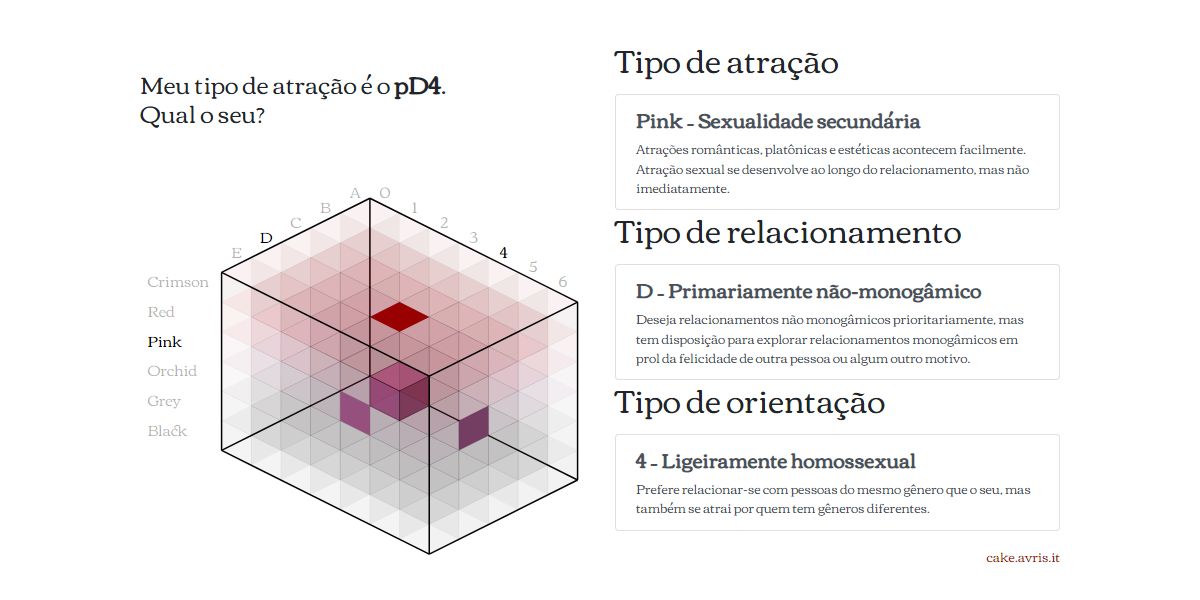 Meu tipo de atração é o pD4.
Qual o seu?
A
B
C
D
E
0
1
2
3
4
5
6
Crimson
Red
Pink
Orchid
Grey
Black
Tipo de atração
Pink - Sexualidade secundária
Atrações românticas, platônicas e estéticas acontecem facilmente.
Atração sexual se desenvolve ao longo do relacionamento, mas não
imediatamente.
Tipo de relacionamento
D - Primariamente não-monogâmico
Deseja relacionamentos não monogâmicos prioritariamente, mas
tem disposição para explorar relacionamentos monogâmicos em
prol da felicidade de outra pessoa ou algum outro motivo.
Tipo de orientação
4 - Ligeiramente homossexual
Prefere relacionar-se com pessoas do mesmo gênero que o seu, mas
também se atrai por quem tem gêneros diferentes.
cake.avris.it